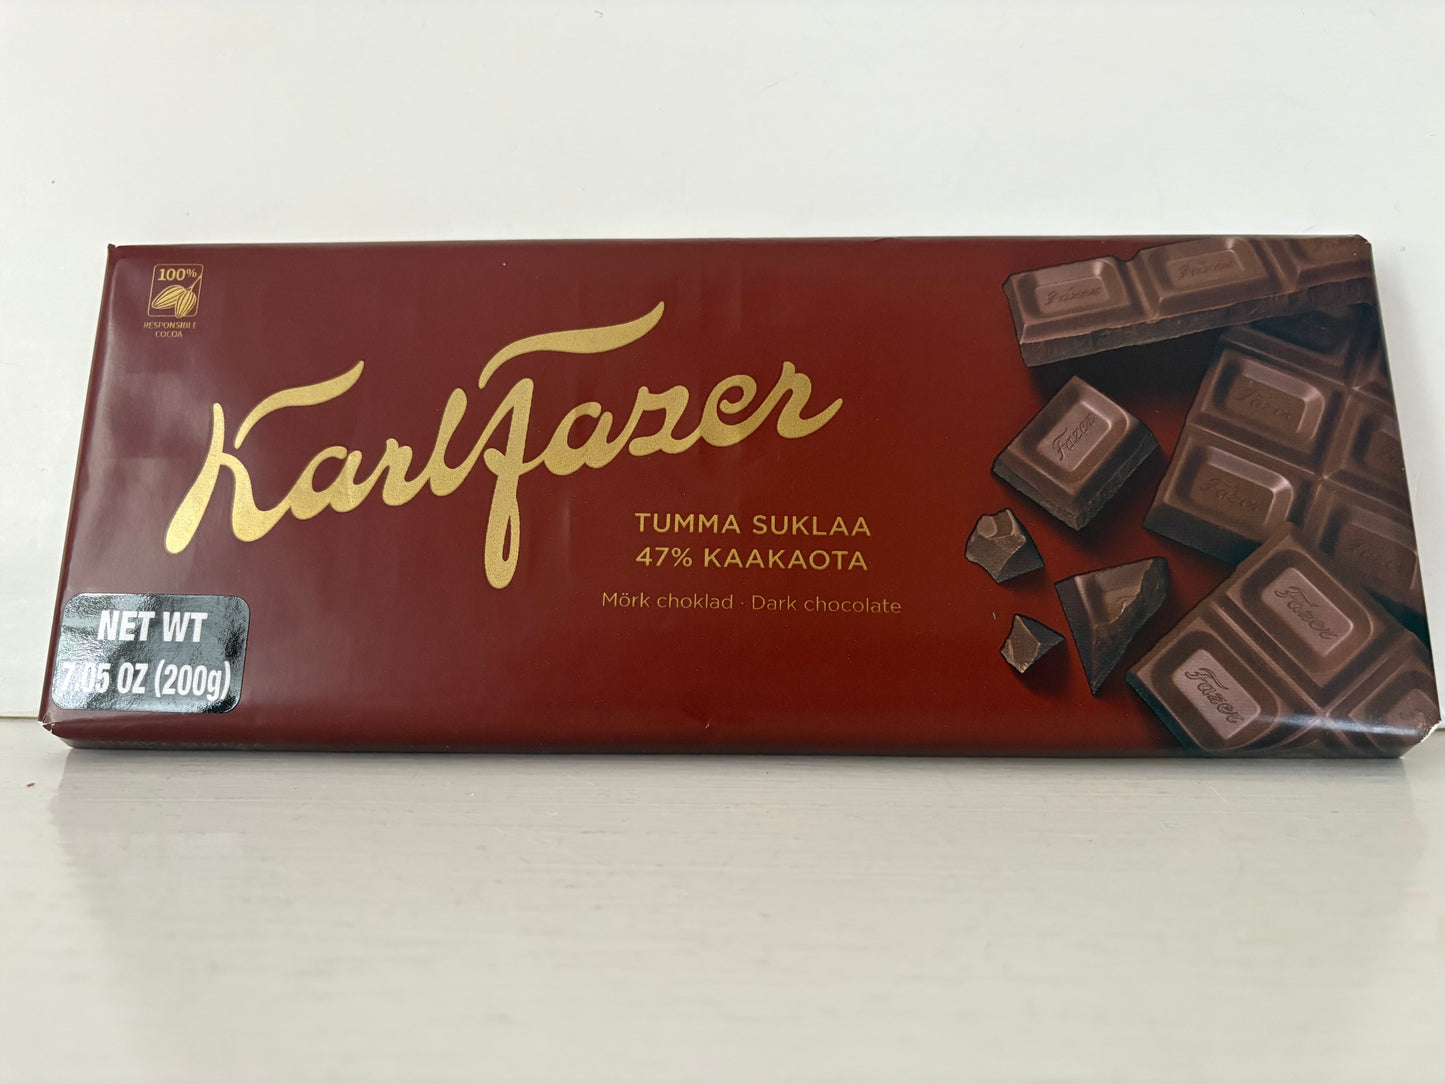 100%
RESPONSIBLE
COCOA
Karl Fazer
TUMMA SUKLAA
47% KAAKAOTA
Mörk choklad · Dark chocolate
NET WT
7.05 OZ (200g)
Fazer
Fazer
Fazer
Fazer
Fazer
Fazer
Fazer